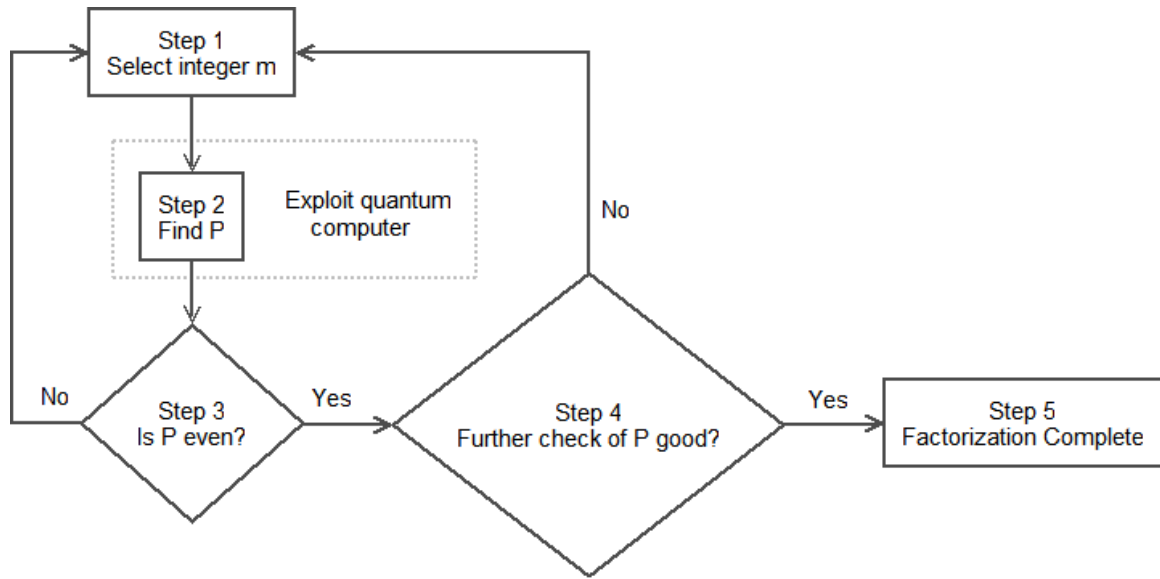 Step 1
Select integer m
Step 2
Find P
Exploit quantum
computer
No
Step 3
Is P even?
No
Yes
Step 4
Further check of P good?
Yes
Step 5
Factorization Complete